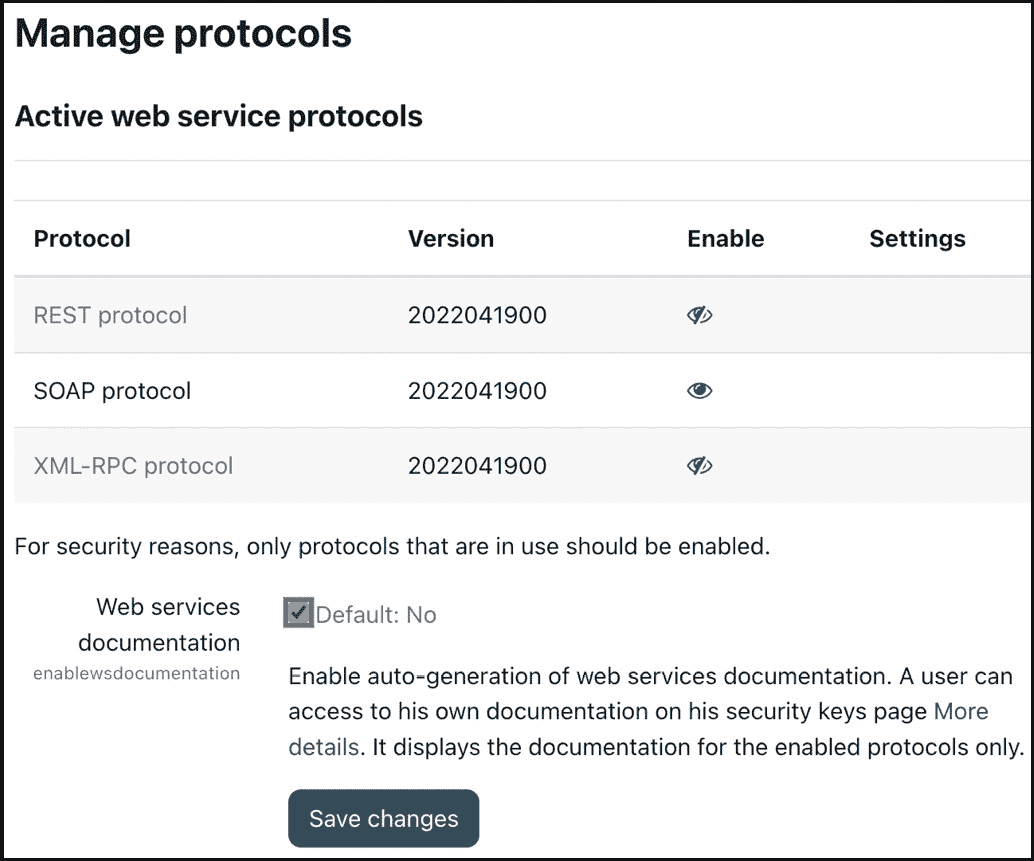 Manage protocols
Active web service protocols
Protocol Version Enable Settings
REST protocol 2022041900
SOAP protocol 2022041900
XML-RPC protocol 2022041900
For security reasons, only protocols that are in use should be enabled.
Web services
documentation
enablewsdocumentation
Default: No
Enable auto-generation of web services documentation. A user can
access to his own documentation on his security keys page More
details. It displays the documentation for the enabled protocols only.
Save changes